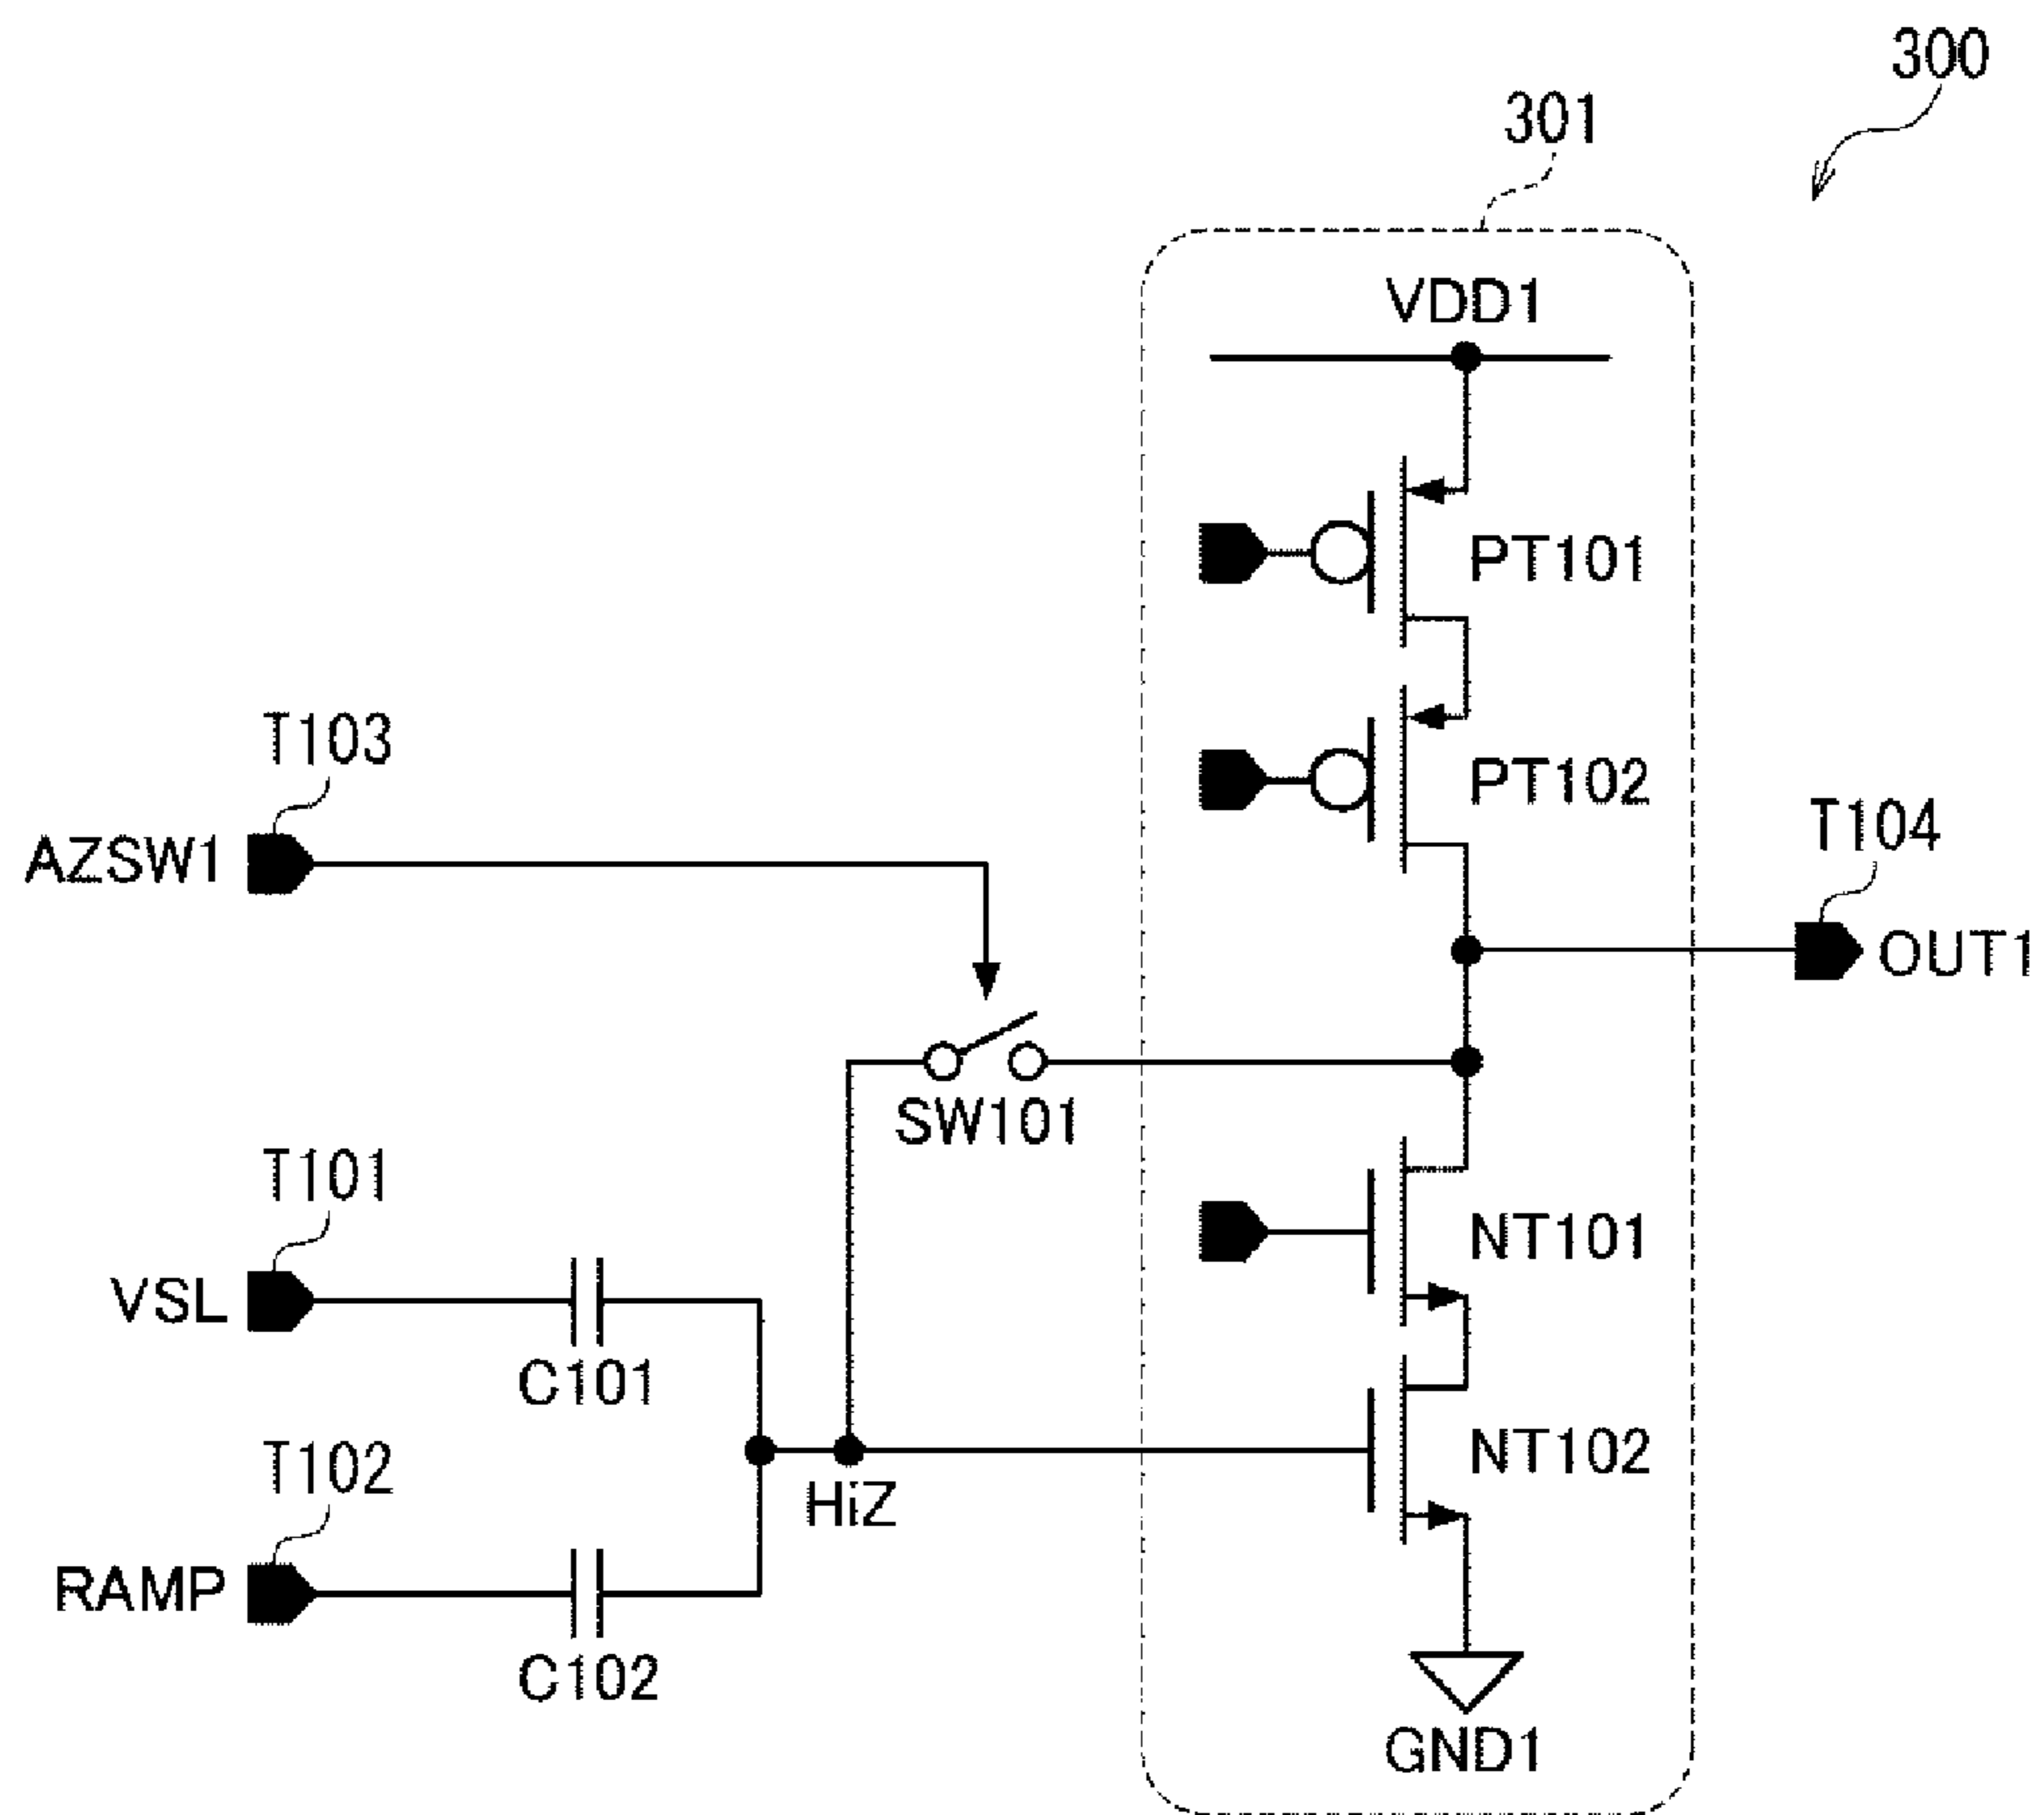 300
301
VDD1
PT101
T103
PT102
T104
AZSW1
OUT1
SW101
T101
NT101
VSL
C101
T102
NT102
HiZ
RAMP
C102
GND1